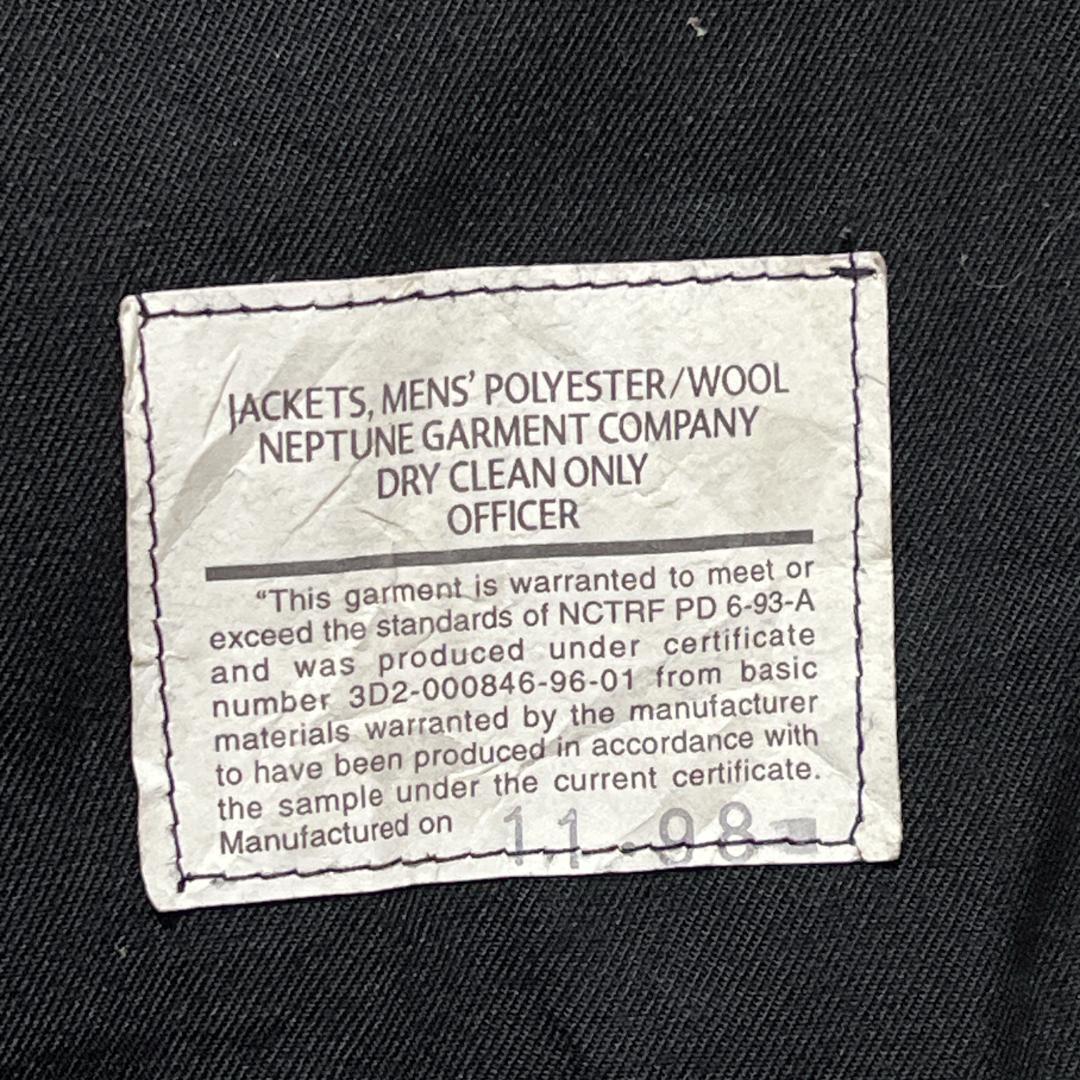 JACKETS, MENS' POLYESTER/WOOL
NEPTUNE GARMENT COMPANY
DRY CLEAN ONLY
OFFICER
“This garment is warranted to meet or
exceed the standards of NCTRF PD 6-93-A
and was produced under certificate
number 3D2-000846-96-01 from basic
materials warranted by the manufacturer
to have been produced in accordance with
the sample under the current certificate.
Manufactured on 11 98